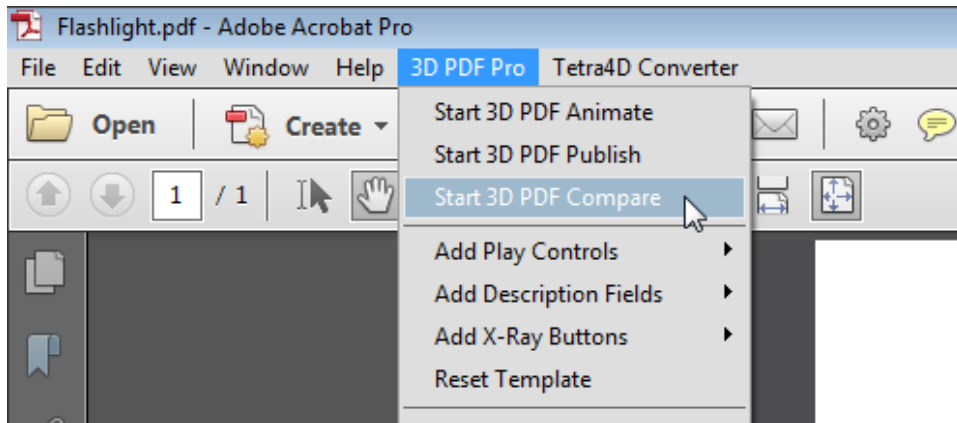 Flashlight.pdf - Adobe Acrobat Pro
File Edit View Window Help 3D PDF Pro Tetra4D Converter
Open Create
Start 3D PDF Animate
Start 3D PDF Publish
1 / 1
Start 3D PDF Compare
Add Play Controls
Add Description Fields
Add X-Ray Buttons
Reset Template